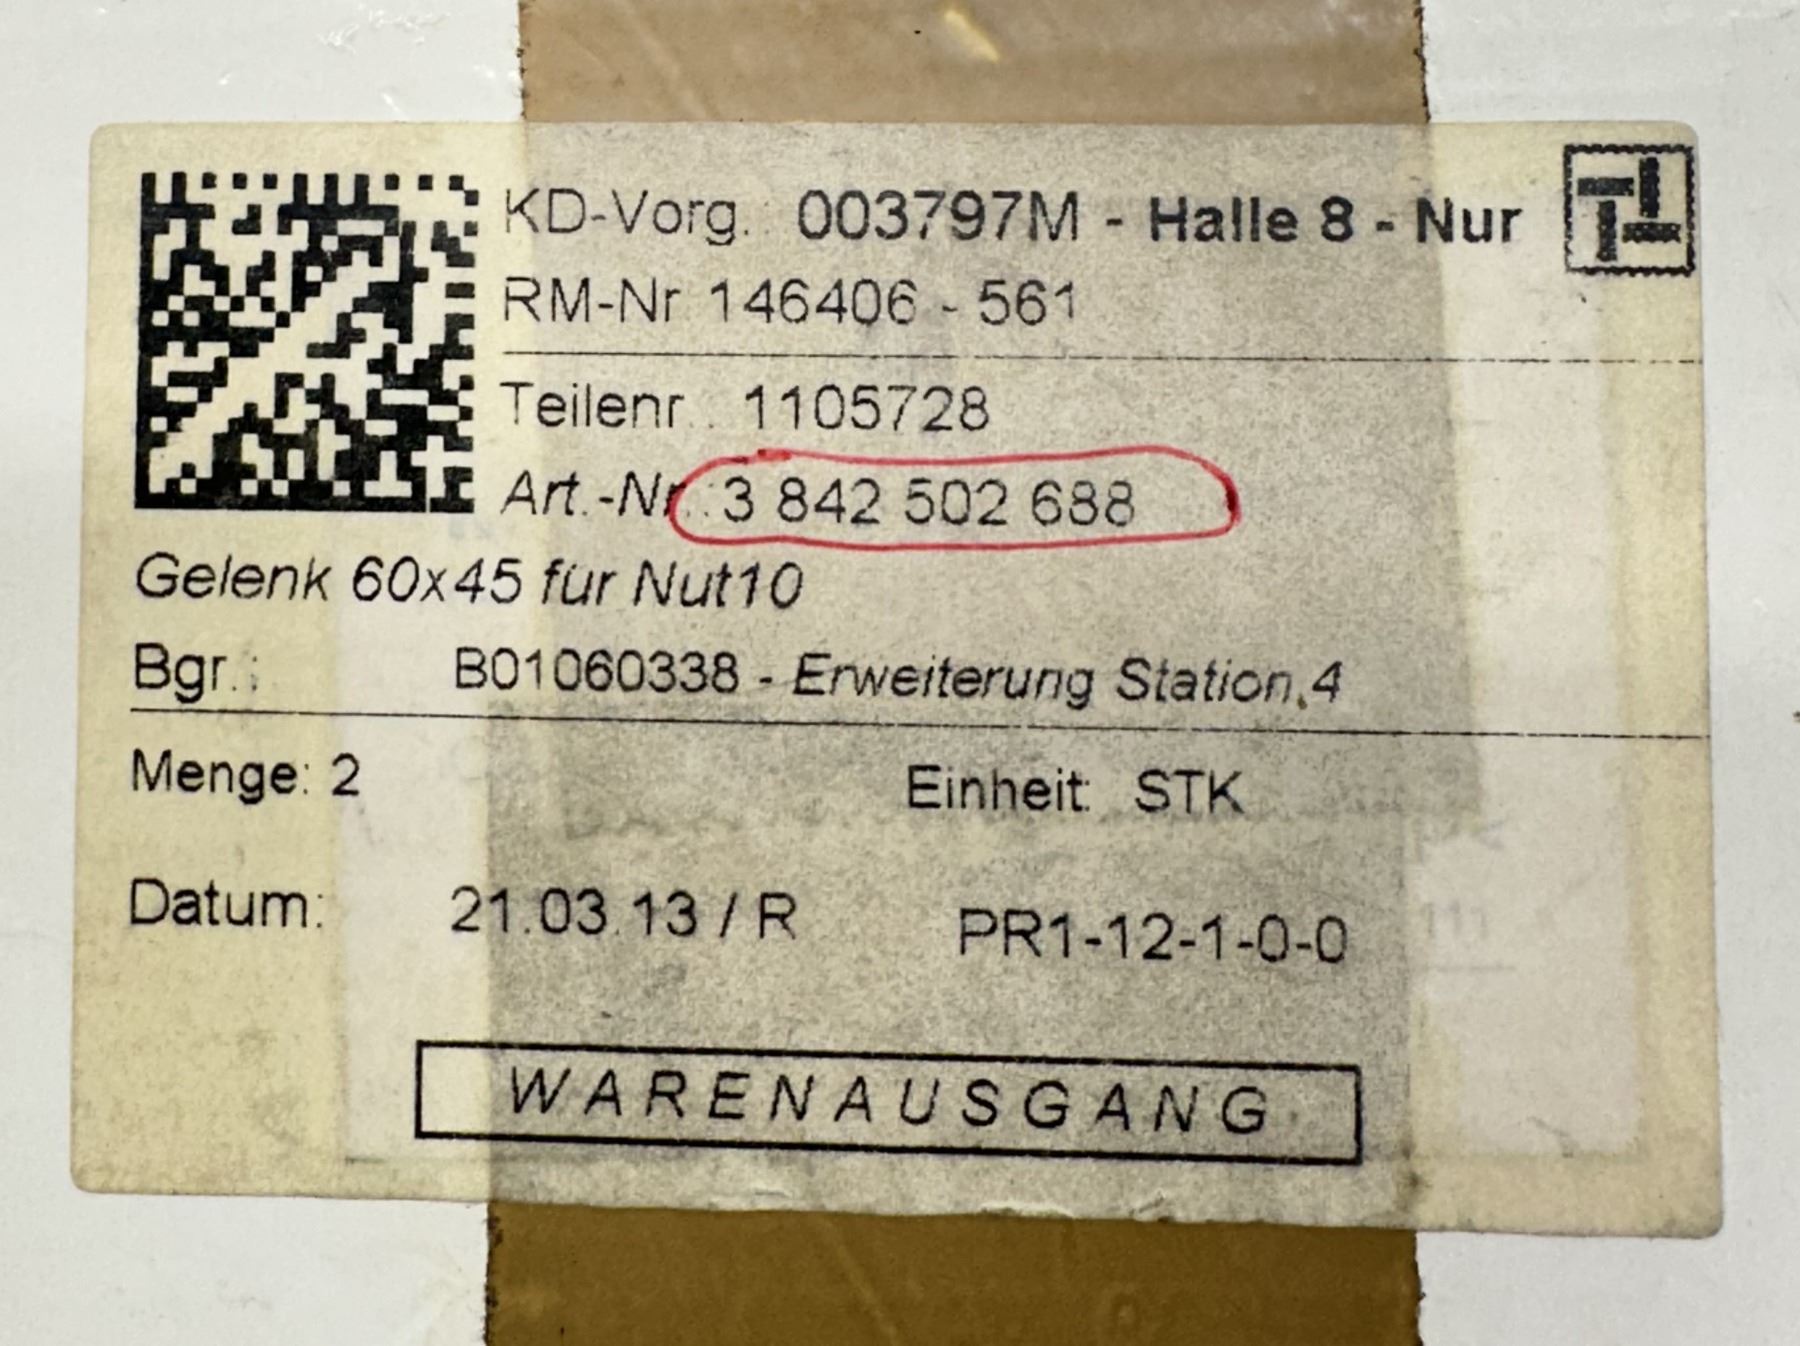 KD-Vorg.: 003797M - Halle 8 - Nur
RM-Nr 146406 - 561
Teilenr.: 1105728
Art.-Nr.: 3 842 502 688
Gelenk 60x45 für Nut10
Bgr.: B01060338 - Erweiterung Station 4
Menge: 2 Einheit: STK
Datum: 21.03.13 / R PR1-12-1-0-0
WARENAUSGANG